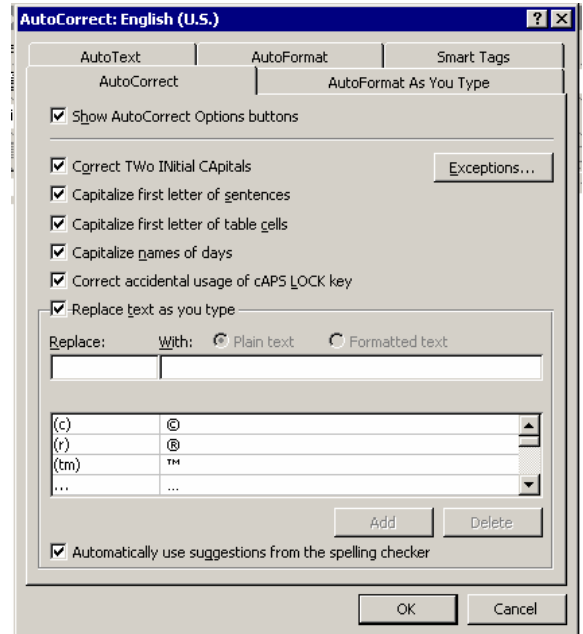 AutoCorrect: English (U.S.)
AutoText AutoFormat Smart Tags
AutoCorrect AutoFormat As You Type
Show AutoCorrect Options buttons
Correct TWo INitial CApitals Exceptions...
Capitalize first letter of sentences
Capitalize first letter of table cells
Capitalize names of days
Correct accidental usage of cAPS LOCK key
Replace text as you type
Replace: With: Plain text Formatted text
(c) ©
(r) ®
(tm) ™
... ...
Add Delete
Automatically use suggestions from the spelling checker
OK Cancel